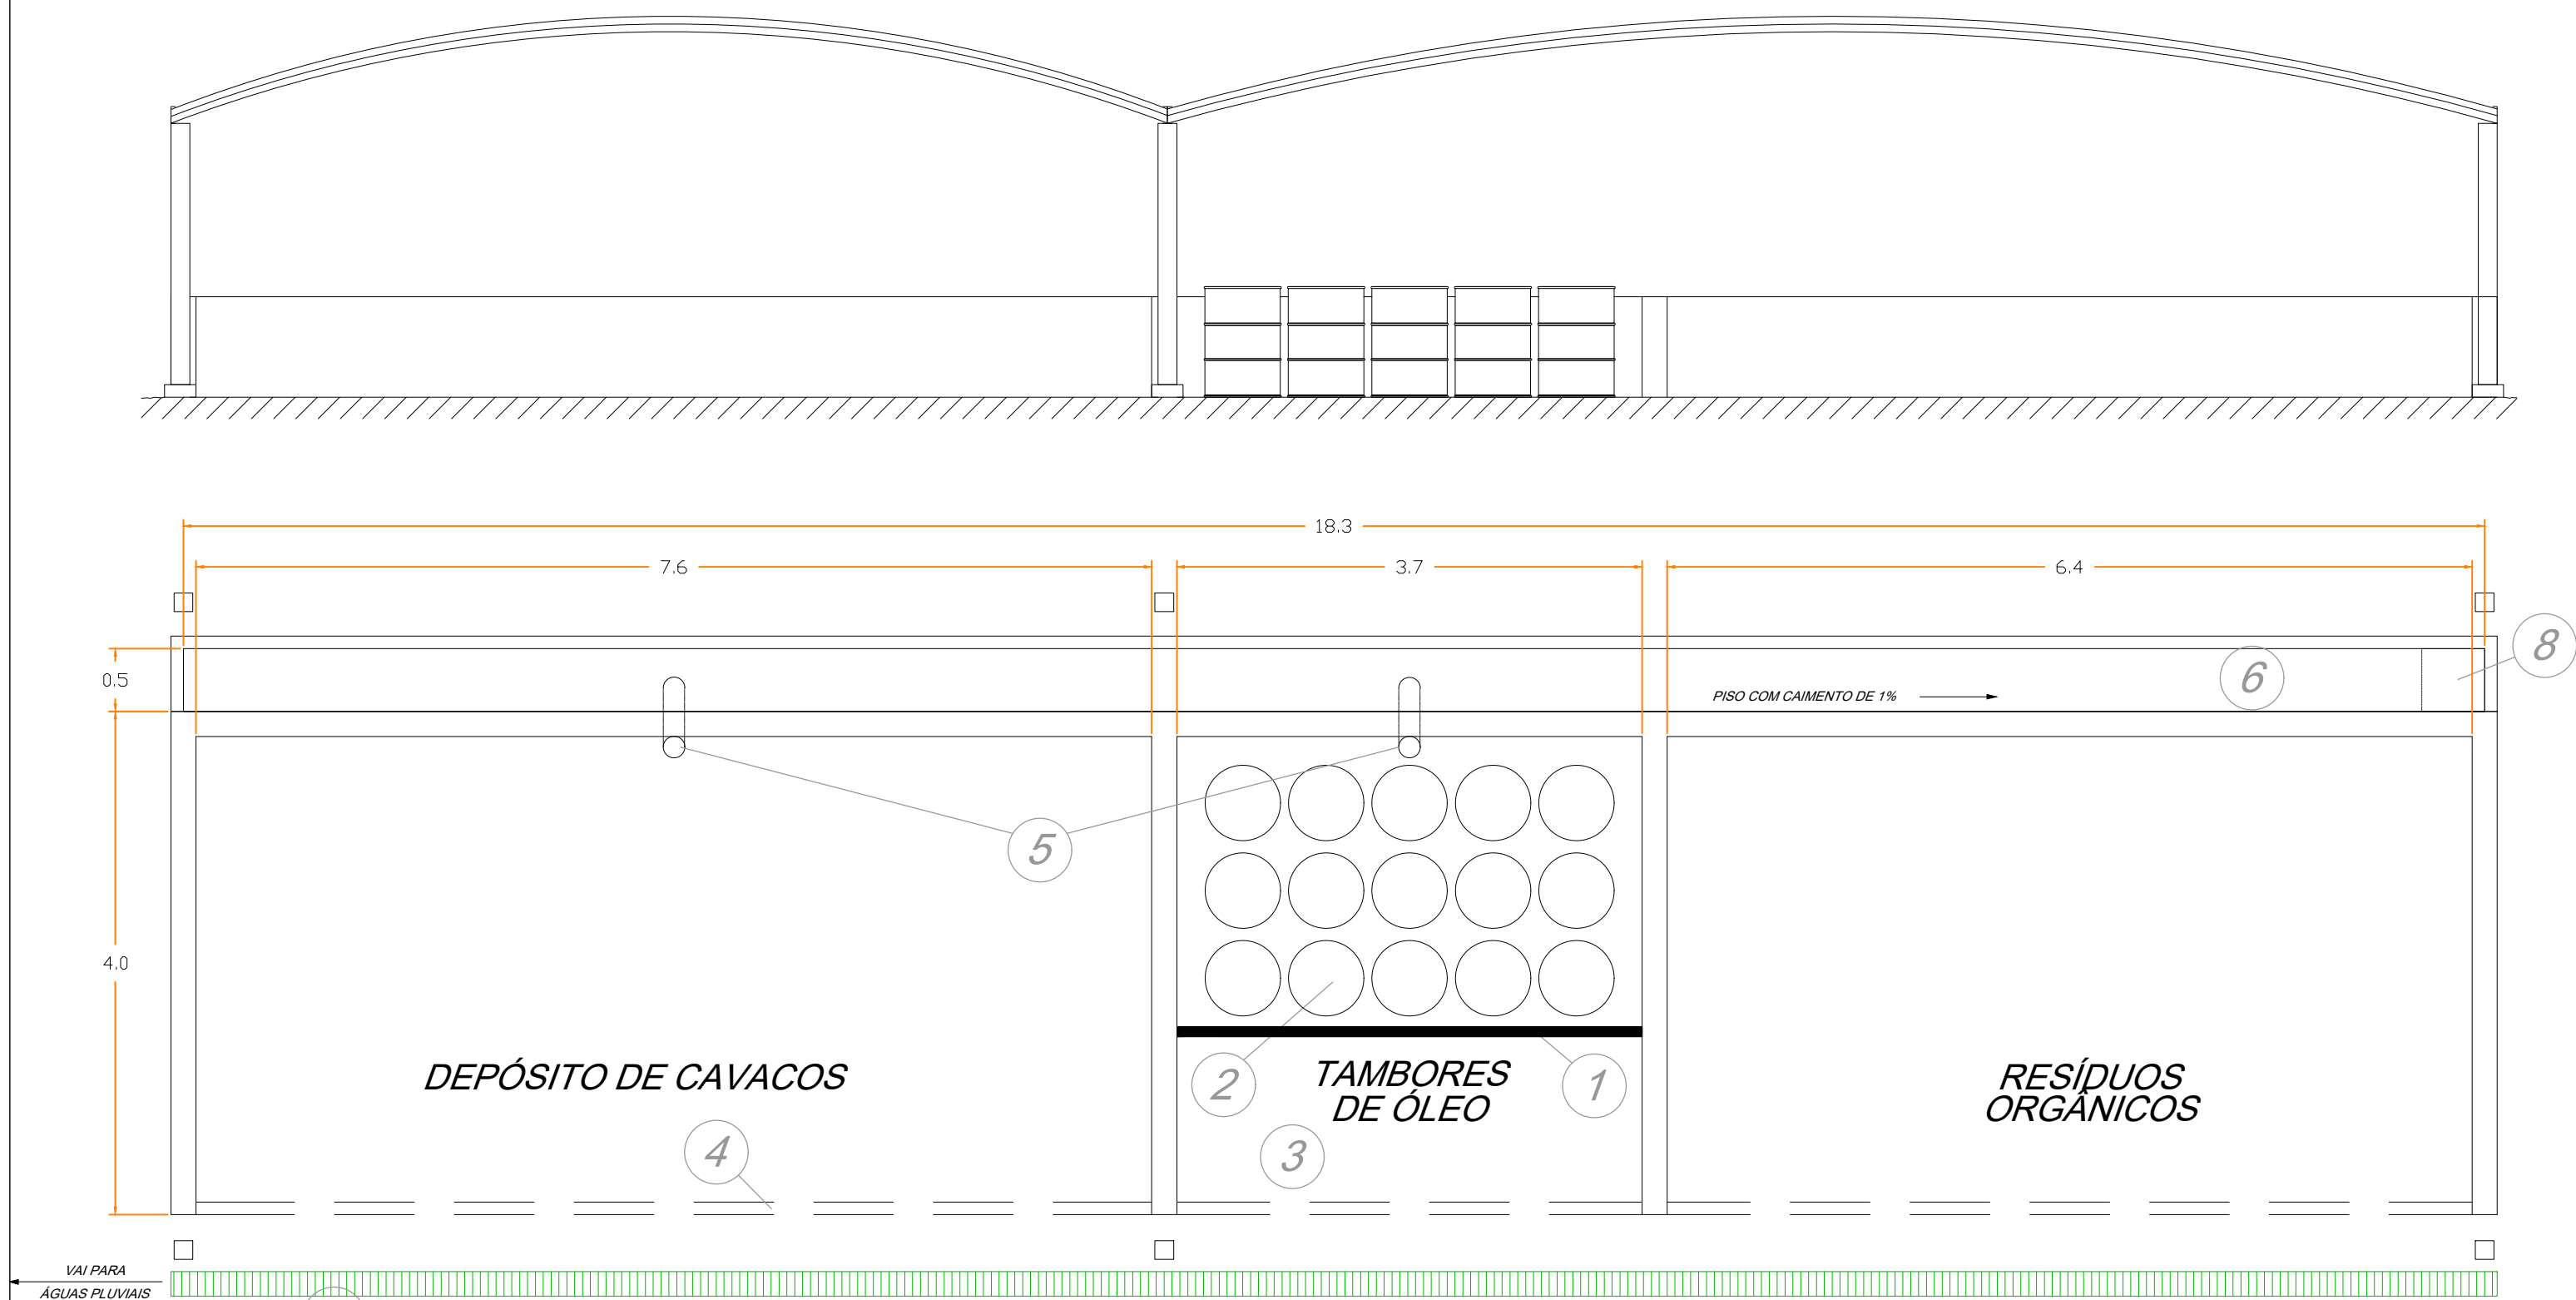 18.3
7.6
3.7
6.4
8
6
0.5
PISO COM CAIMENTO DE 1%
5
4.0
DEPÓSITO DE CAVACOS
2
TAMBORES
DE ÓLEO
1
RESÍDUOS
ORGÂNICOS
4
3
VAI PARA
ÁGUAS PLUVIAIS